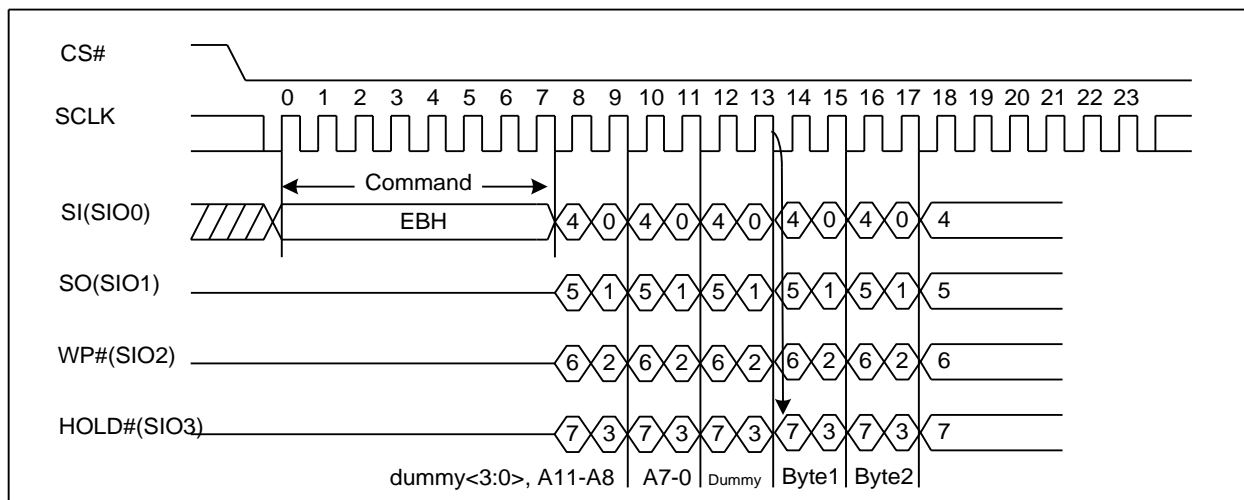 CS#
0 1 2 3 4 5 6 7 8 9 10 11 12 13 14 15 16 17 18 19 20 21 22 23
SCLK
Command
SI(SIO0) EBH 4 0 4 0 4 0 4 0 4 0 4
SO(SIO1) 5 1 5 1 5 1 5 1 5 1 5
WP#(SIO2) 6 2 6 2 6 2 6 2 6 2 6
HOLD#(SIO3) 7 3 7 3 7 3 7 3 7 3 7
dummy<3:0>, A11-A8 A7-0 Dummy Byte1 Byte2